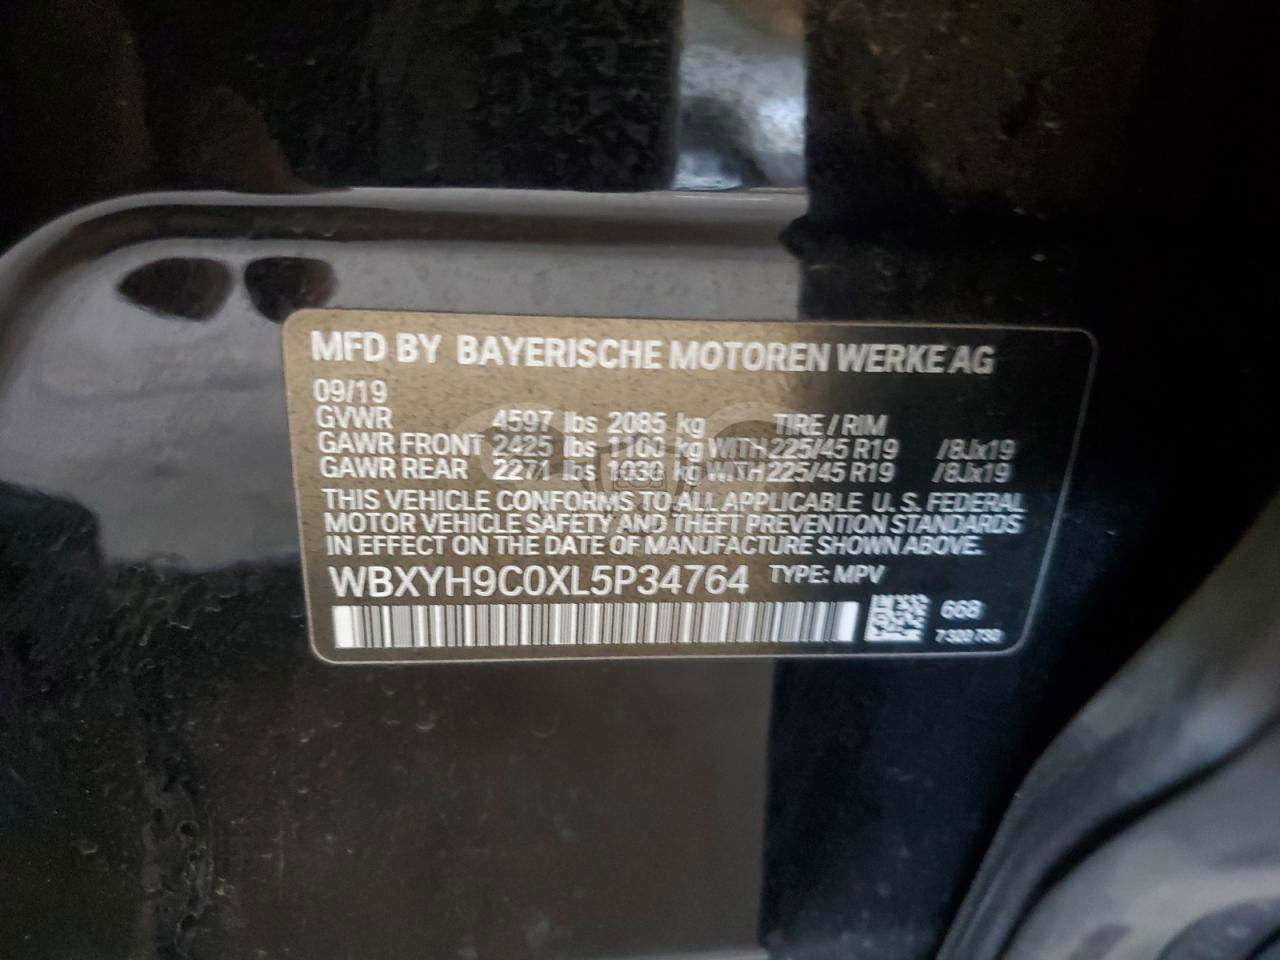 MFD BY BAYERISCHE MOTOREN WERKE AG
09/19
GVWR 4597 lbs 2085 kg TIRE / RIM
GAWR FRONT 2425 lbs 1100 kg WITH 225/45 R19 /8Jx19
GAWR REAR 2271 lbs 1030 kg WITH 225/45 R19 /8Jx19
THIS VEHICLE CONFORMS TO ALL APPLICABLE U. S. FEDERAL
MOTOR VEHICLE SAFETY AND THEFT PREVENTION STANDARDS
IN EFFECT ON THE DATE OF MANUFACTURE SHOWN ABOVE.
WBXYH9C0XL5P34764 TYPE: MPV
668